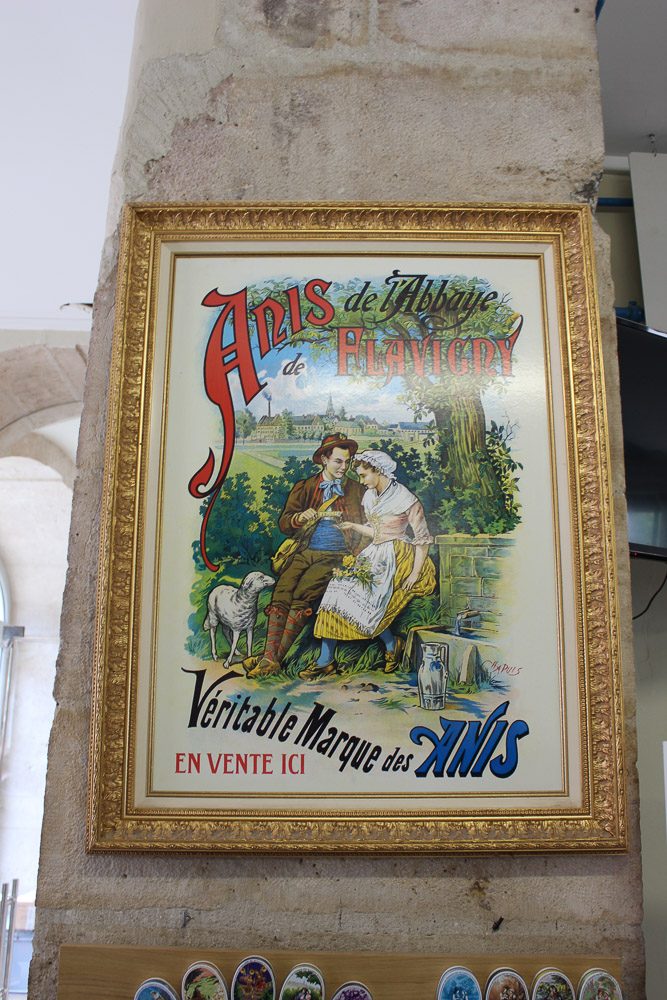 Anis de l'Abbaye
de Flavigny
Véritable Marque des ANIS
EN VENTE ICI